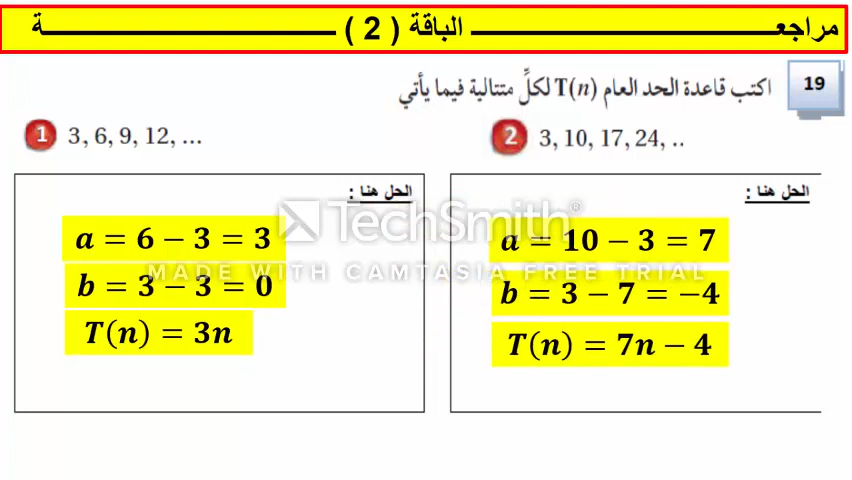 مراجعـــــــــــــــــة الباقة ( 2 )
19 اكتب قاعدة الحد العام T(n) لكلِّ متتالية فيما يأتي
1 3, 6, 9, 12, ...
2 3, 10, 17, 24, ..
الحل هنا :
a = 6 − 3 = 3
b = 3 − 3 = 0
T(n) = 3n
الحل هنا :
a = 10 − 3 = 7
b = 3 − 7 = −4
T(n) = 7n − 4
TechSmith®
MADE WITH CAMTASIA FREE TRIAL